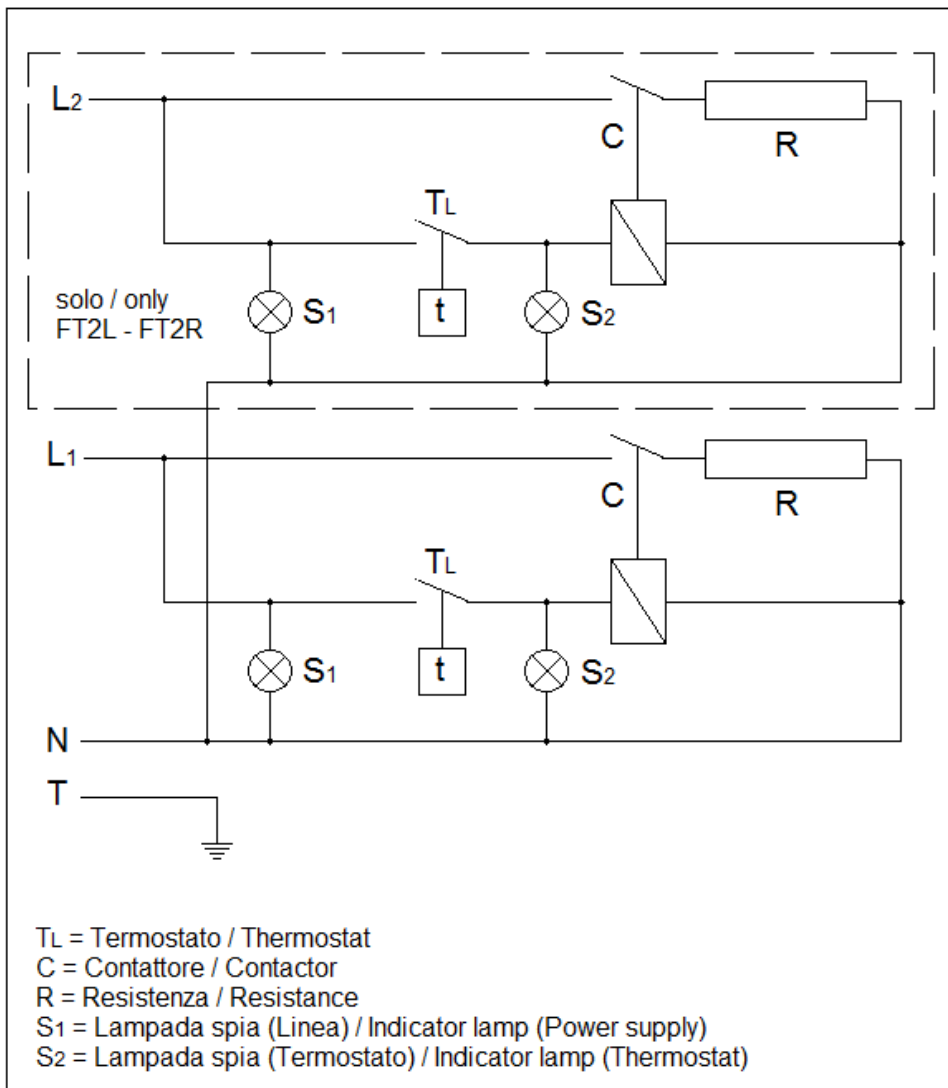 L2
C
R
TL
solo / only
FT2L - FT2R
S1
t
S2
L1
C
R
TL
S1
t
S2
N
T
TL = Termostato / Thermostat
C = Contattore / Contactor
R = Resistenza / Resistance
S1 = Lampada spia (Linea) / Indicator lamp (Power supply)
S2 = Lampada spia (Termostato) / Indicator lamp (Thermostat)